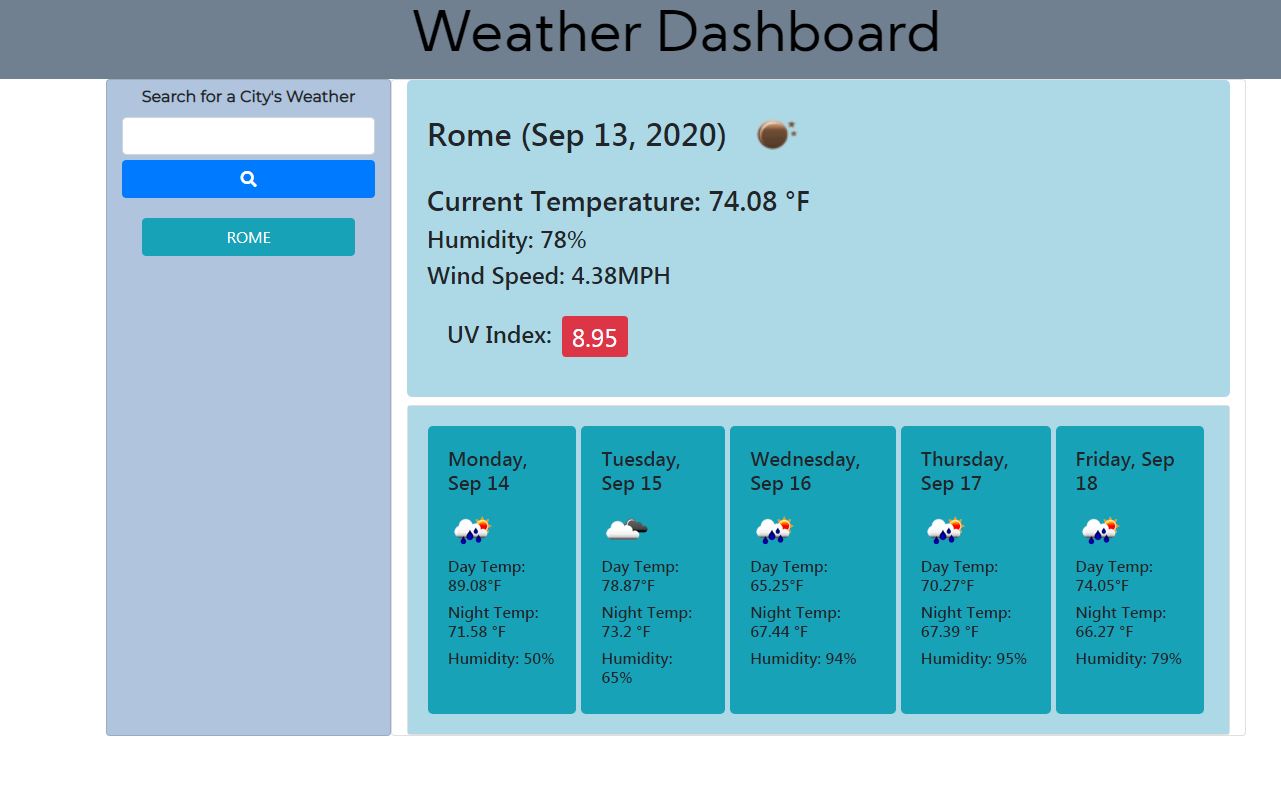 Weather Dashboard
Search for a City's Weather
ROME
Rome (Sep 13, 2020)
Current Temperature: 74.08 °F
Humidity: 78%
Wind Speed: 4.38MPH
UV Index: 8.95
Monday,
Sep 14
Day Temp:
89.08°F
Night Temp:
71.58 °F
Humidity: 50%
Tuesday,
Sep 15
Day Temp:
78.87°F
Night Temp:
73.2 °F
Humidity:
65%
Wednesday,
Sep 16
Day Temp:
65.25°F
Night Temp:
67.44 °F
Humidity: 94%
Thursday,
Sep 17
Day Temp:
70.27°F
Night Temp:
67.39 °F
Humidity: 95%
Friday, Sep
18
Day Temp:
74.05°F
Night Temp:
66.27 °F
Humidity: 79%